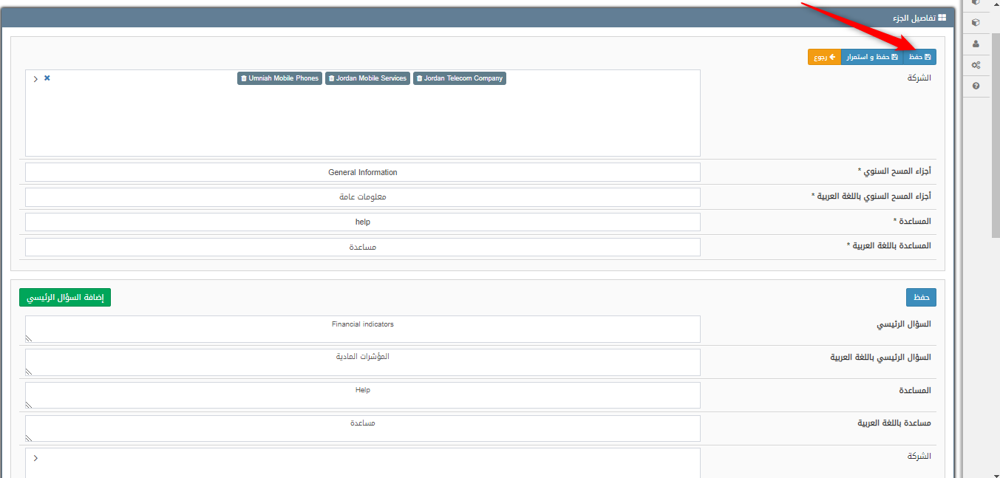 تفاصيل الجزء
حفظ حفظ و استمرار رجوع
الشركة
Jordan Telecom Company Jordan Mobile Services Umniah Mobile Phones
أجزاء المسح السنوي * General Information
أجزاء المسح السنوي باللغة العربية * معلومات عامة
المساعدة * help
المساعدة باللغة العربية * مساعدة
حفظ إضافة السؤال الرئيسي
السؤال الرئيسي Financial indicators
السؤال الرئيسي باللغة العربية المؤشرات المادية
المساعدة Help
مساعدة باللغة العربية مساعدة
الشركة